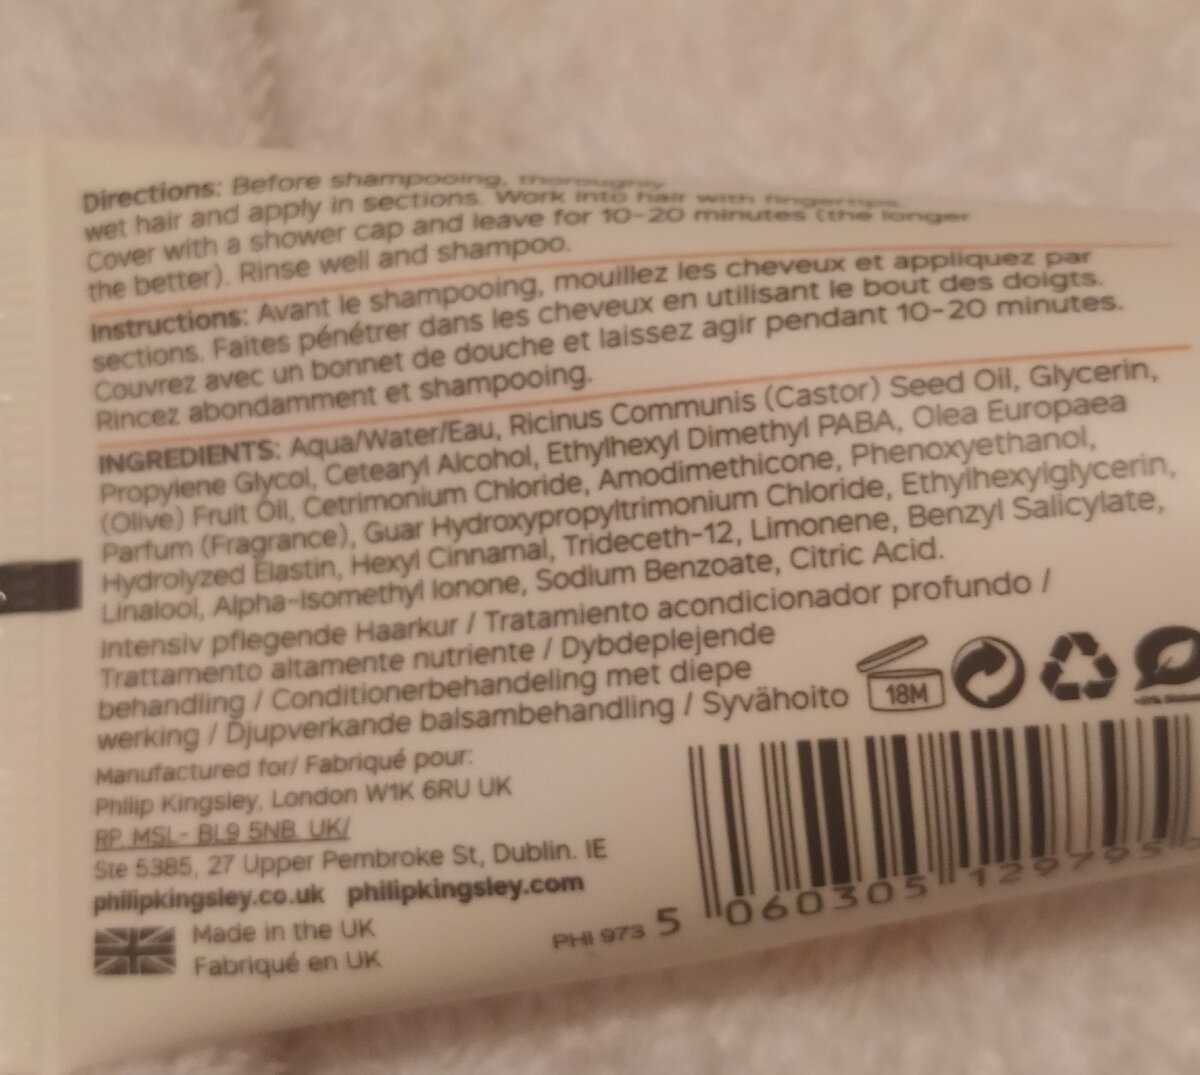 Directions: Before shampooing, thoroughly
wet hair and apply in sections. Work into hair with fingertips.
Cover with a shower cap and leave for 10-20 minutes (the longer
the better). Rinse well and shampoo.
Instructions: Avant le shampooing, mouillez les cheveux et appliquez par
sections. Faites pénétrer dans les cheveux en utilisant le bout des doigts.
Couvrez avec un bonnet de douche et laissez agir pendant 10-20 minutes.
Rincez abondamment et shampooing.
INGREDIENTS: Aqua/Water/Eau, Ricinus Communis (Castor) Seed Oil, Glycerin,
Propylene Glycol, Cetearyl Alcohol, Ethylhexyl Dimethyl PABA, Olea Europaea
(Olive) Fruit Oil, Cetrimonium Chloride, Amodimethicone, Phenoxyethanol,
Parfum (Fragrance), Guar Hydroxypropyltrimonium Chloride, Ethylhexylglycerin,
Hydrolyzed Elastin, Hexyl Cinnamal, Trideceth-12, Limonene, Benzyl Salicylate,
Linalool, Alpha-Isomethyl Ionone, Sodium Benzoate, Citric Acid.
Intensiv pflegende Haarkur / Tratamiento acondicionador profundo /
Trattamento altamente nutriente / Dybdeplejende
behandling / Conditionerbehandeling met diepe
werking / Djupverkande balsambehandling / Syvähoito
18M
Manufactured for/ Fabriqué pour:
Philip Kingsley, London W1K 6RU UK
RP. MSL- BL9 5NB. UK/
Ste 5385, 27 Upper Pembroke St, Dublin. IE
philipkingsley.co.uk philipkingsley.com
Made in the UK
Fabriqué en UK
PHI 973
5 060305 129795